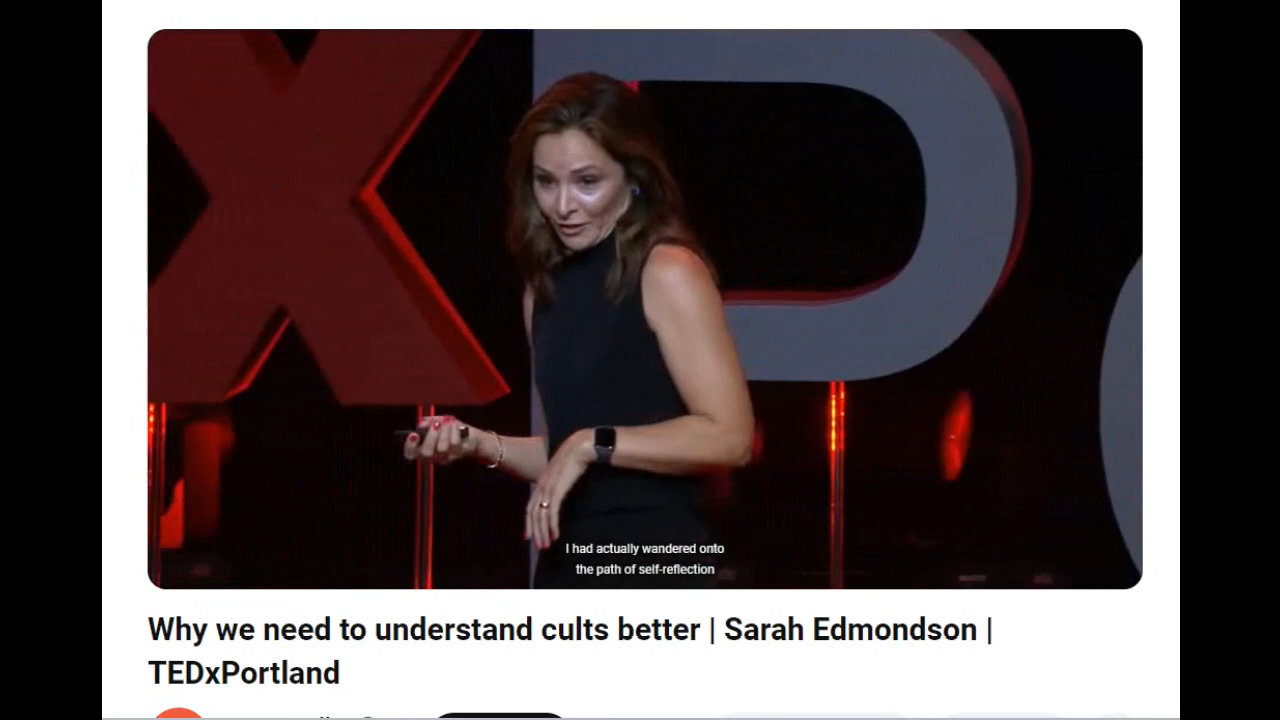 X P
I had actually wandered onto
the path of self-reflection
Why we need to understand cults better | Sarah Edmondson |
TEDxPortland